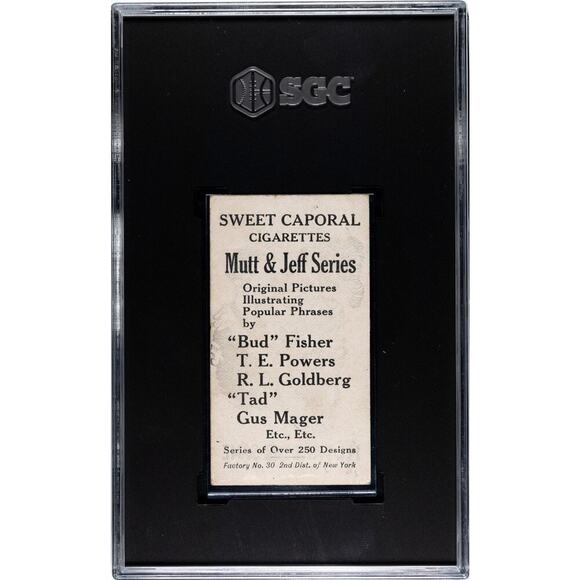 SGC
SWEET CAPORAL
CIGARETTES
Mutt & Jeff Series
Original Pictures
Illustrating
Popular Phrases
by
"Bud" Fisher
T. E. Powers
R. L. Goldberg
"Tad"
Gus Mager
Etc., Etc.
Series of Over 250 Designs
Factory No. 30 2nd Dist. of New York